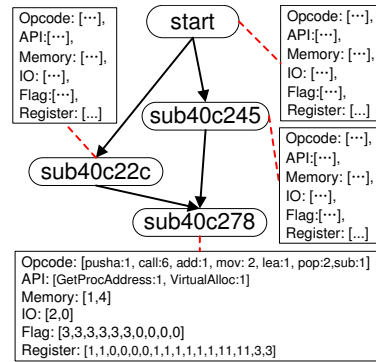 Opcode: […]
API:[…],
Memory: […],
IO: […],
Flag:[…],
Register: [...]
start
Opcode: […],
API:[…],
Memory: […],
IO: […],
Flag:[…],
Register: [...]
sub40c245
Opcode: […],
API:[…],
Memory: […],
IO: […],
Flag:[…],
Register: [...]
sub40c22c
sub40c278
Opcode: [pusha:1, call:6, add:1, mov: 2, lea:1, pop:2,sub:1]
API: [GetProcAddress:1, VirtualAlloc:1]
Memory: [1,4]
IO: [2,0]
Flag: [3,3,3,3,3,3,0,0,0,0]
Register: [1,1,0,0,0,0,1,1,1,1,1,1,11,11,3,3]